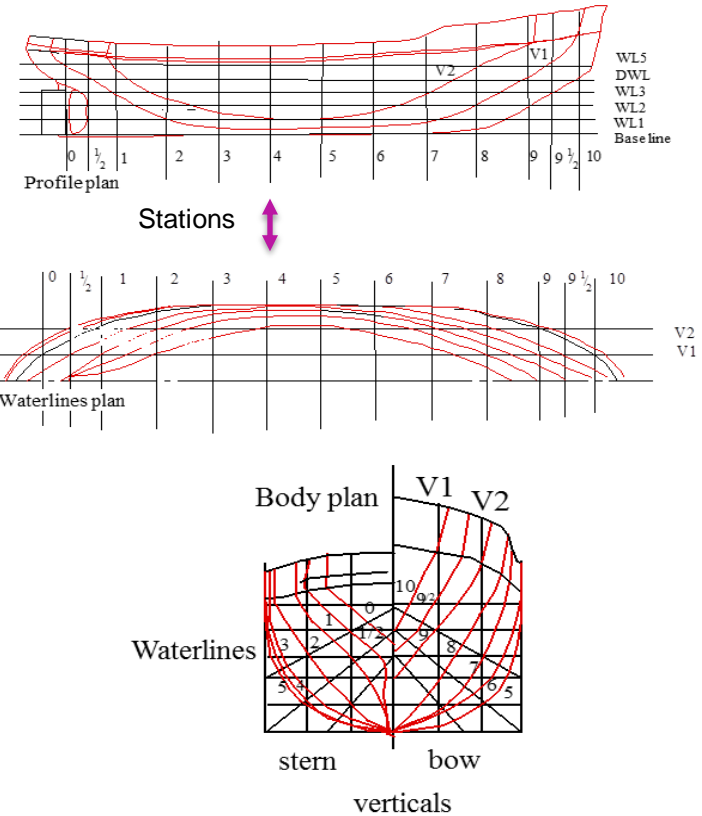 V1
V2
WL5
DWL
WL3
WL2
WL1
Base line
0 ½ 1 2 3 4 5 6 7 8 9 9 ½ 10
Profile plan
Stations
0 ½ 1 2 3 4 5 6 7 8 9 9 ½ 10
V2
V1
Waterlines plan
Body plan V1 V2
10
9½
0
1 1/2 9
Waterlines 3 2 8
7
5 4 6 5
stern bow
verticals